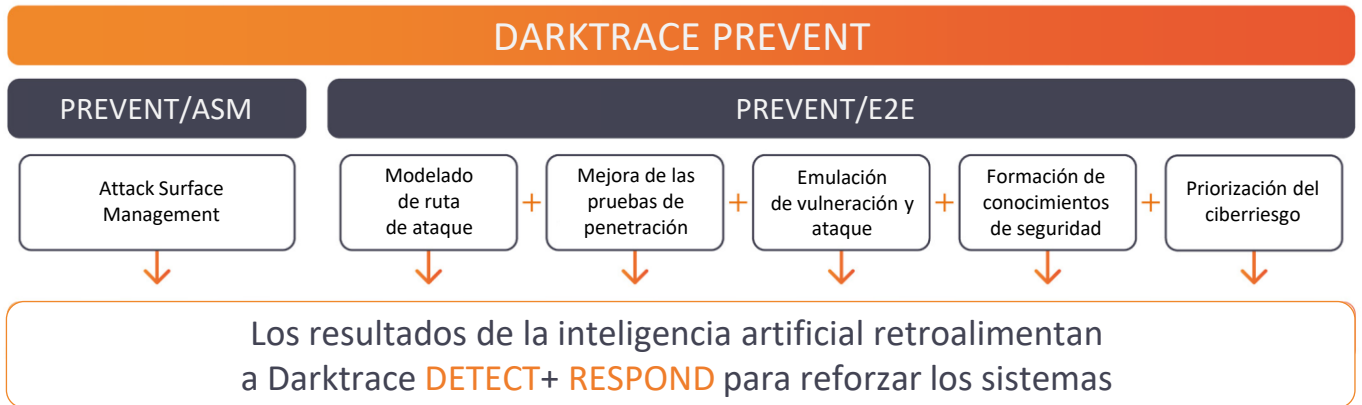 DARKTRACE PREVENT
PREVENT/ASM
PREVENT/E2E
Attack Surface
Management
Modelado
de ruta
de ataque
+
Mejora de las
pruebas de
penetración
+
Emulación
de vulneración y
ataque
+
Formación de
conocimientos
de seguridad
+
Priorización del
ciberriesgo
Los resultados de la inteligencia artificial retroalimentan
a Darktrace DETECT+ RESPOND para reforzar los sistemas